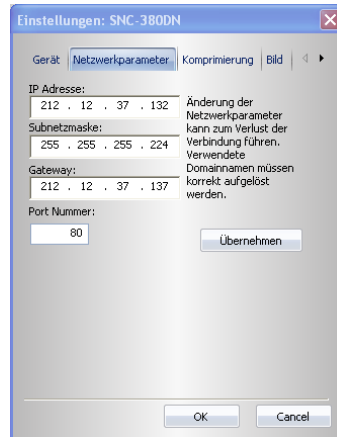 Einstellungen: SNC-380DN
Gerät Netzwerkparameter Komprimierung Bild
IP Adresse:
212 . 12 . 37 . 132
Subnetzmaske:
255 . 255 . 255 . 224
Gateway:
212 . 12 . 37 . 137
Port Nummer:
80
Änderung der
Netzwerkparameter
kann zum Verlust der
Verbindung führen.
Verwendete
Domainnamen müssen
korrekt aufgelöst
werden.
Übernehmen
OK Cancel